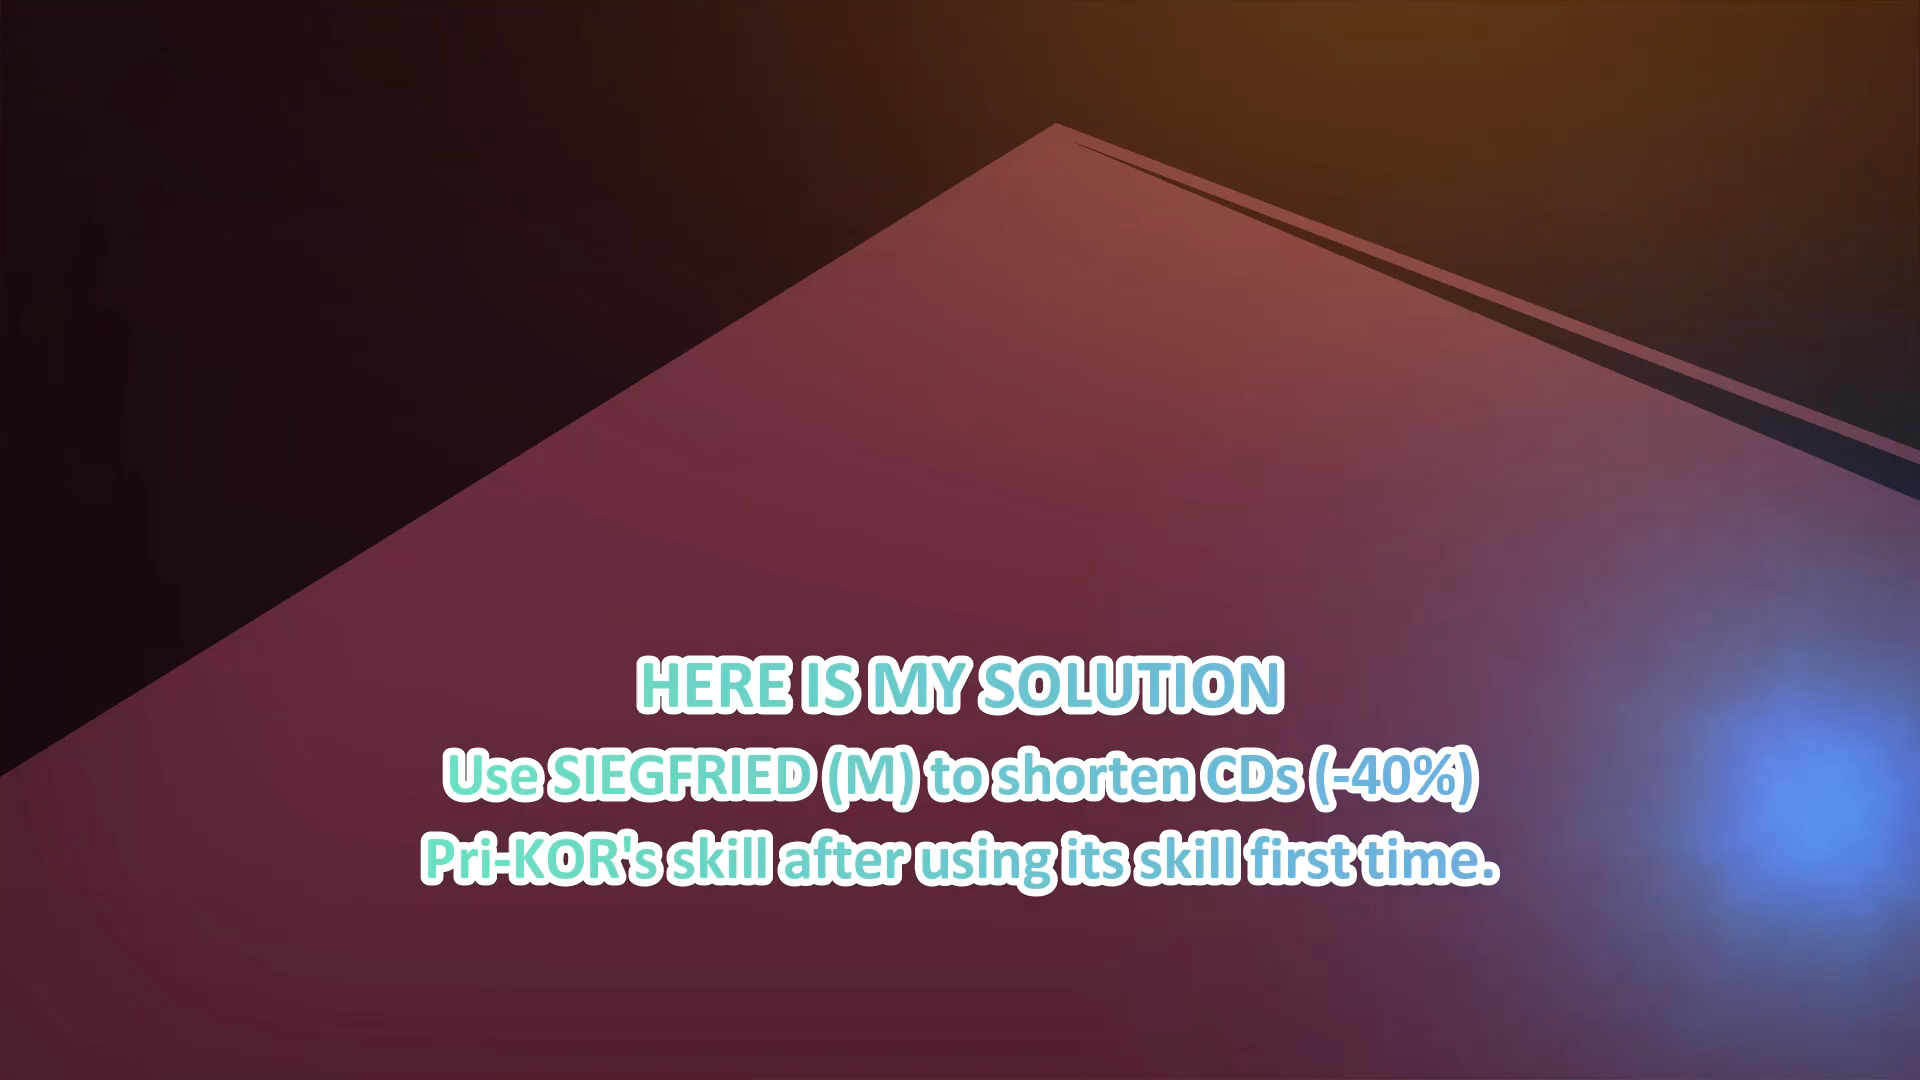 HERE IS MY SOLUTION
Use SIEGFRIED (M) to shorten CDs (-40%)
Pri-KOR's skill after using its skill first time.